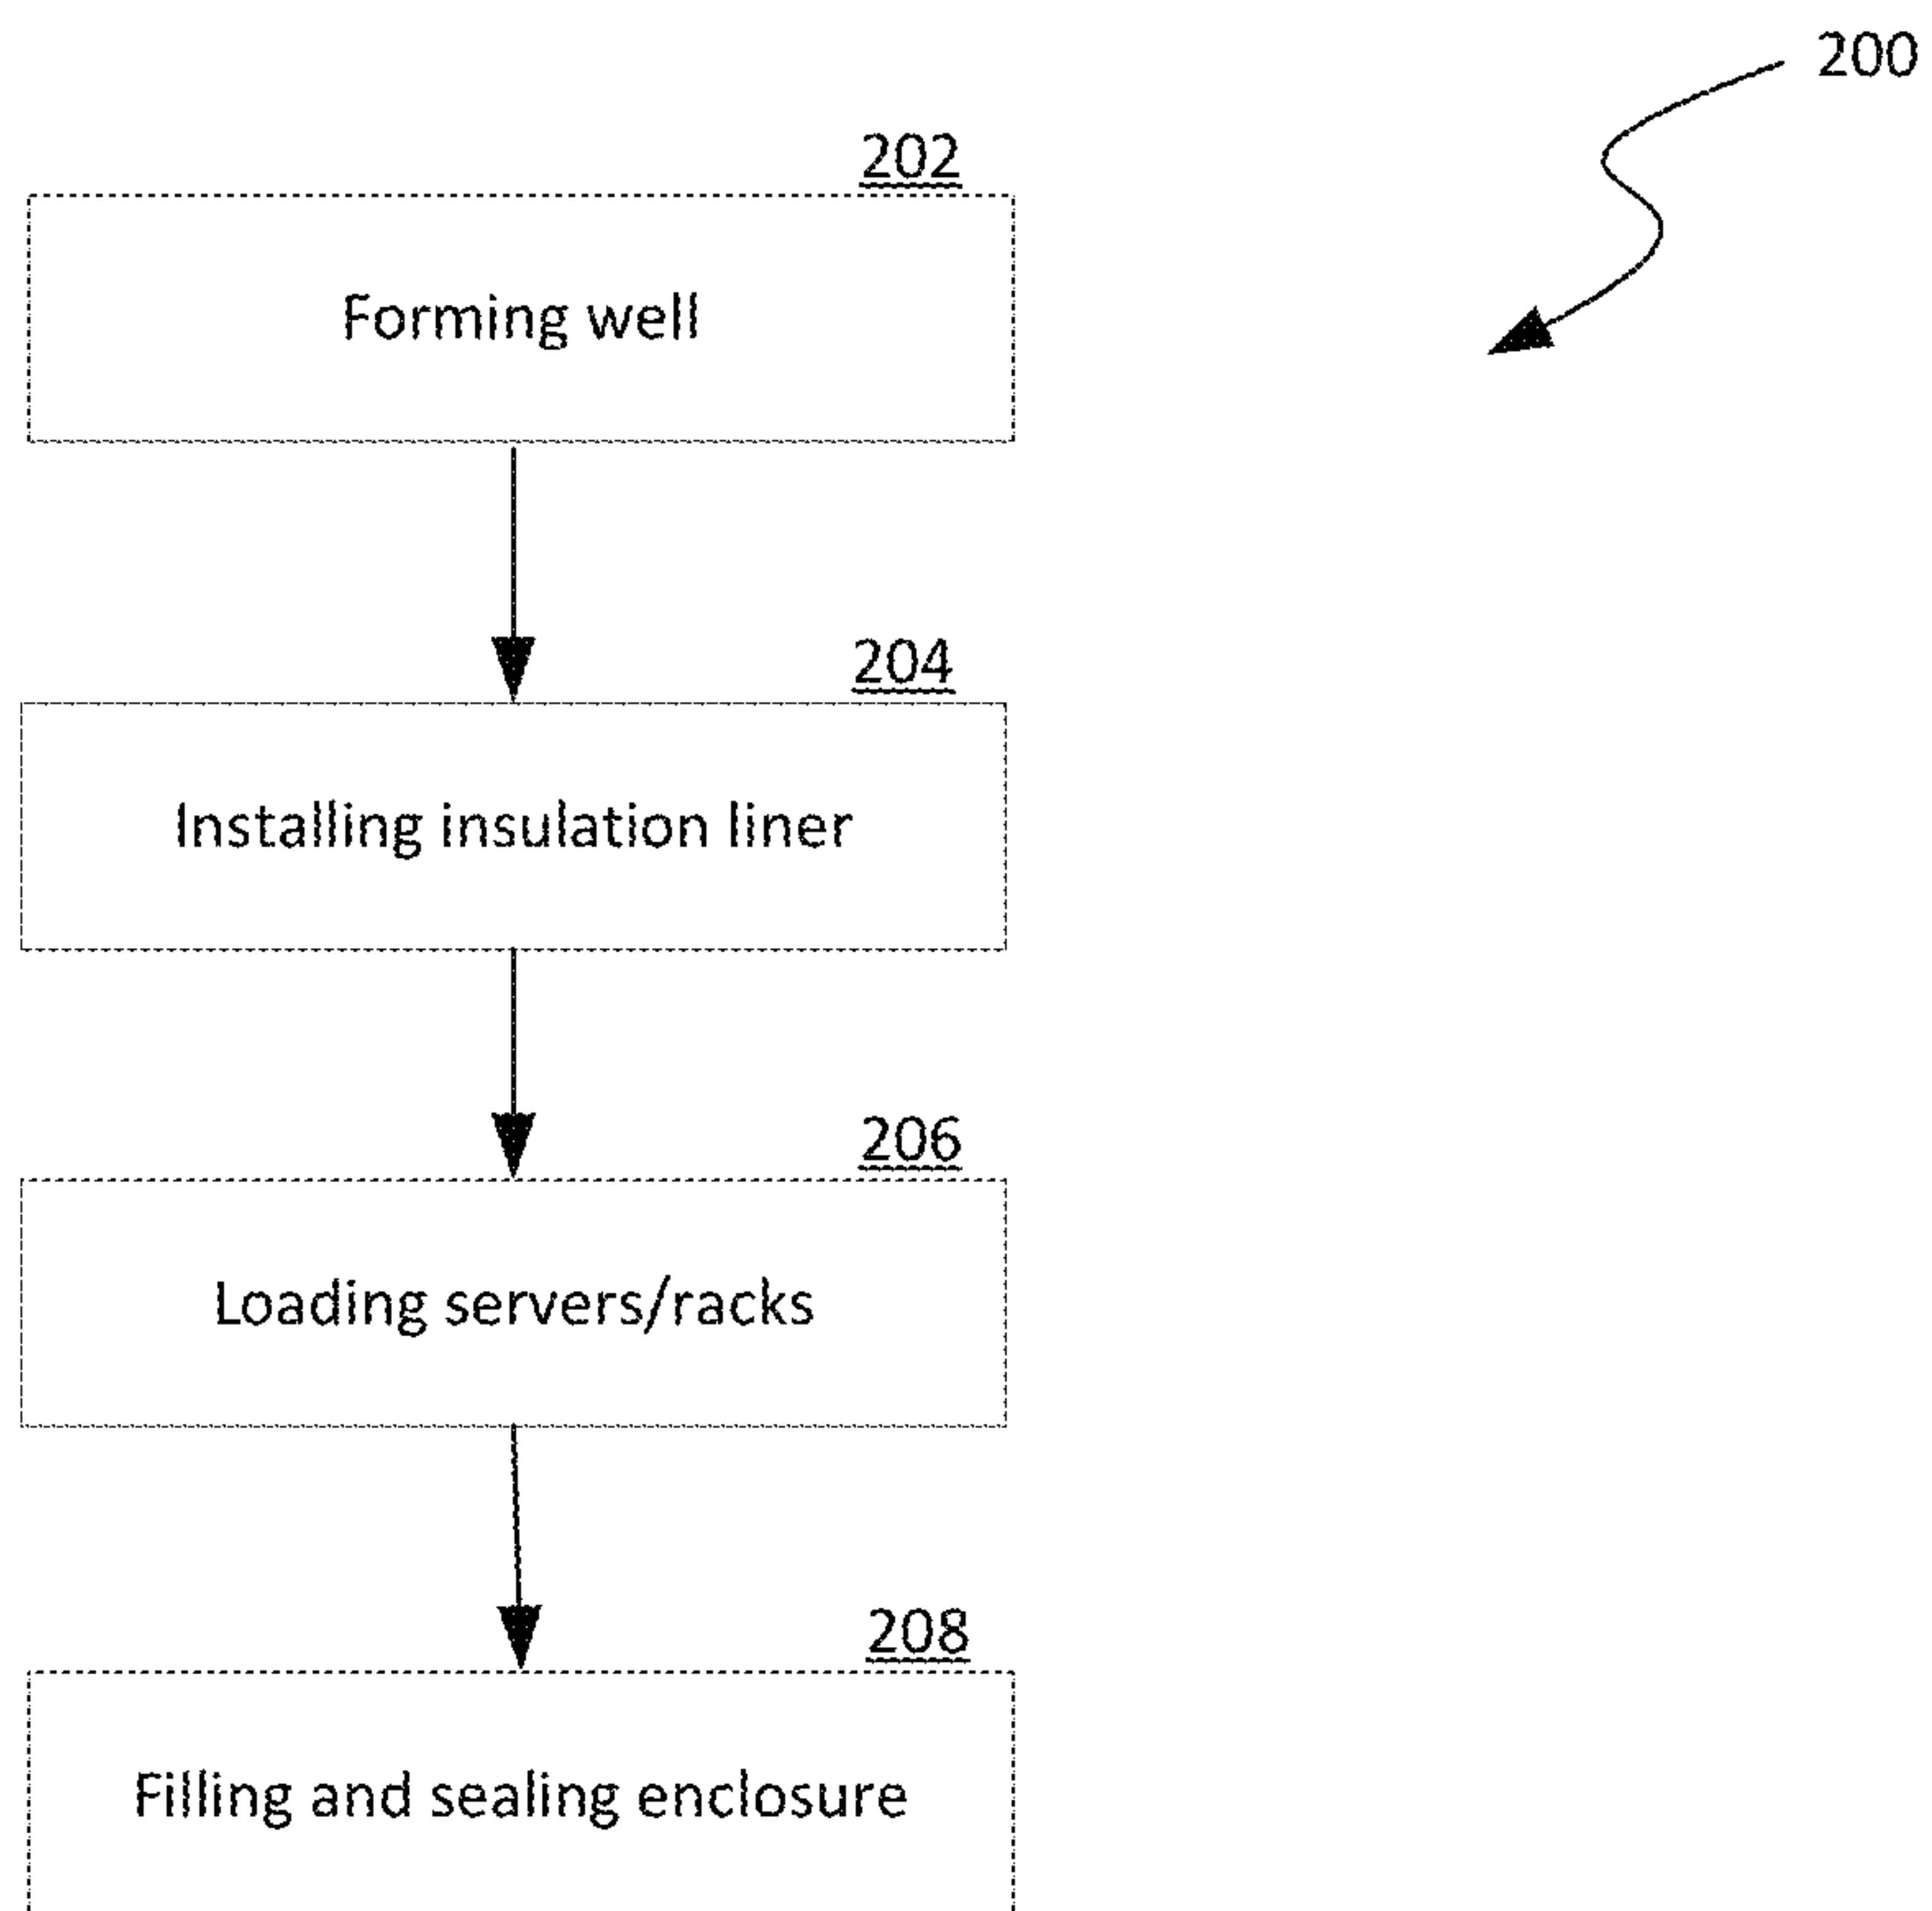 200
202
Forming well
204
Installing insulation liner
206
Loading servers/racks
208
Filling and sealing enclosure